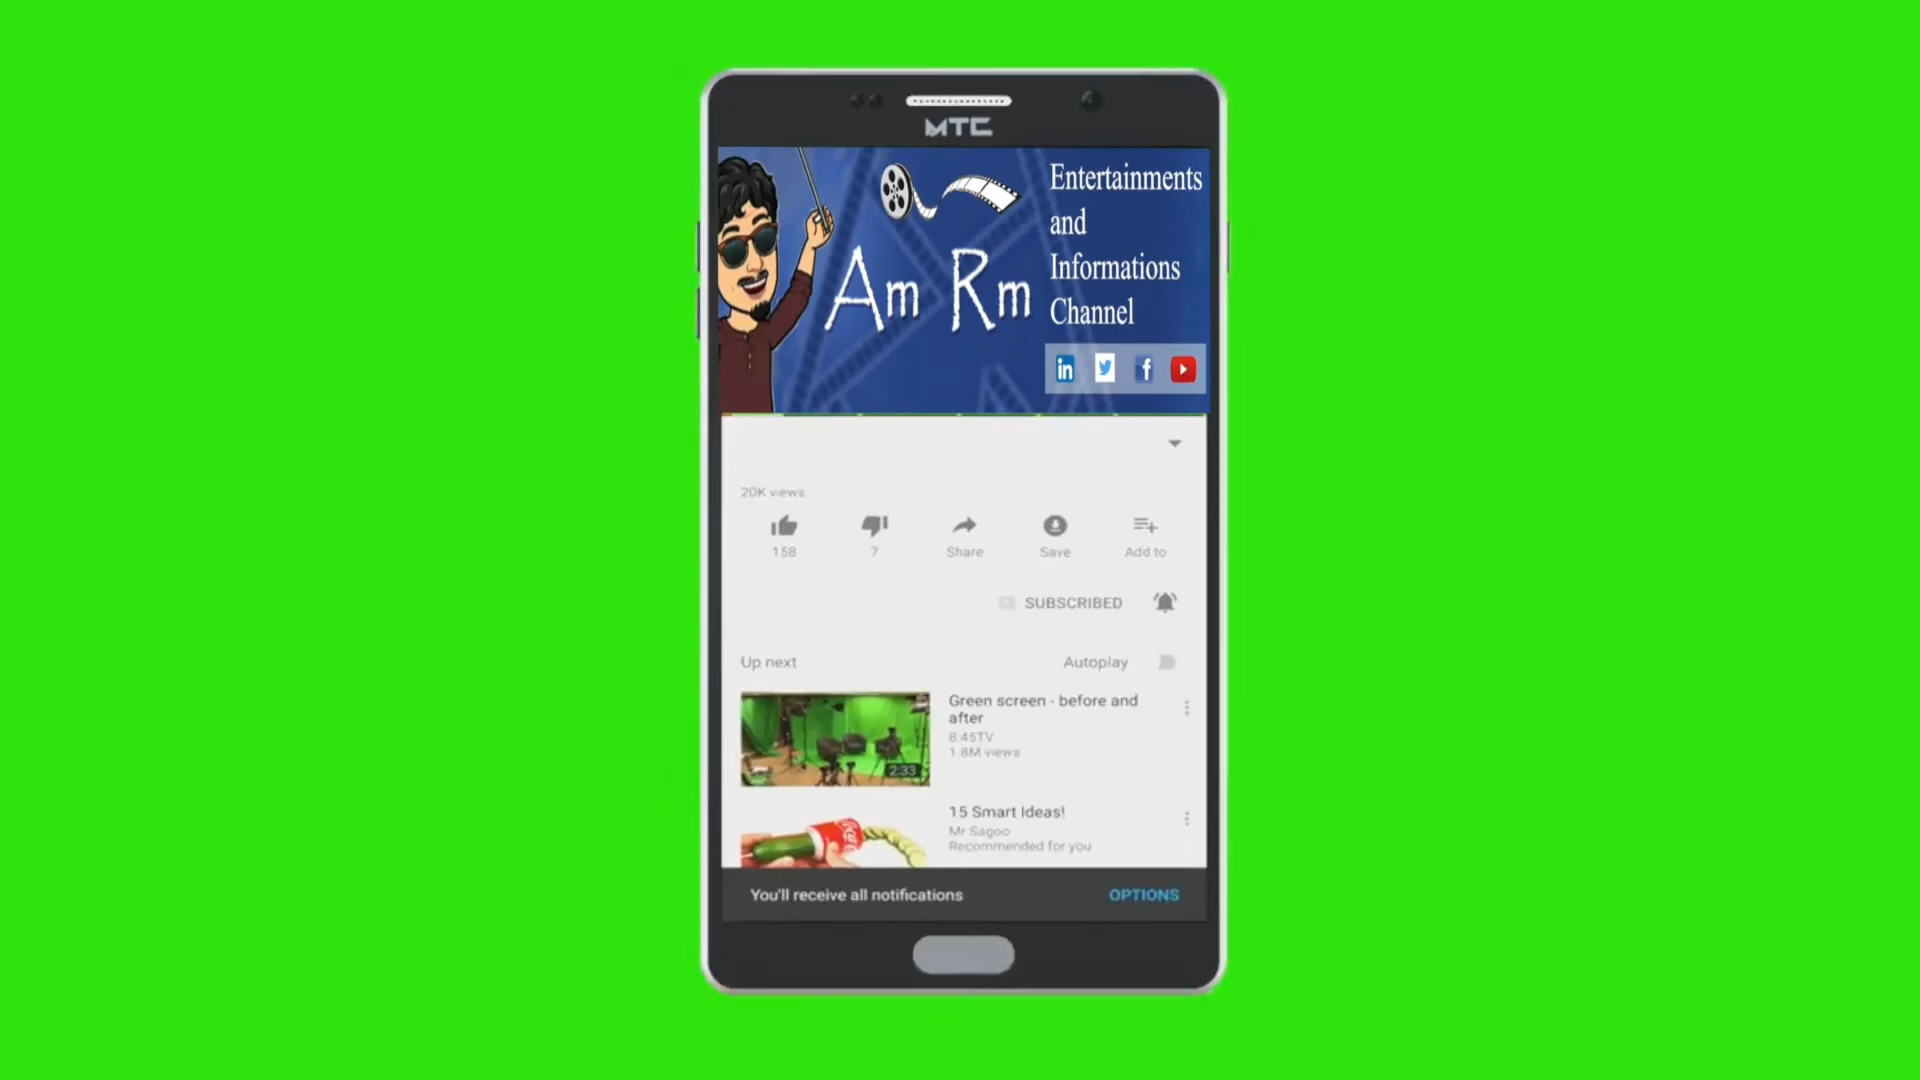 MTC
Entertainments
and
Informations
Channel
Am Rm
in
f
20K views
158
7
Share
Save
Add to
SUBSCRIBED
Up next
Autoplay
Green screen - before and
after
8:45TV
1.8M views
2:33
15 Smart Ideas!
Mr Sagoo
Recommended for you
You'll receive all notifications
OPTIONS